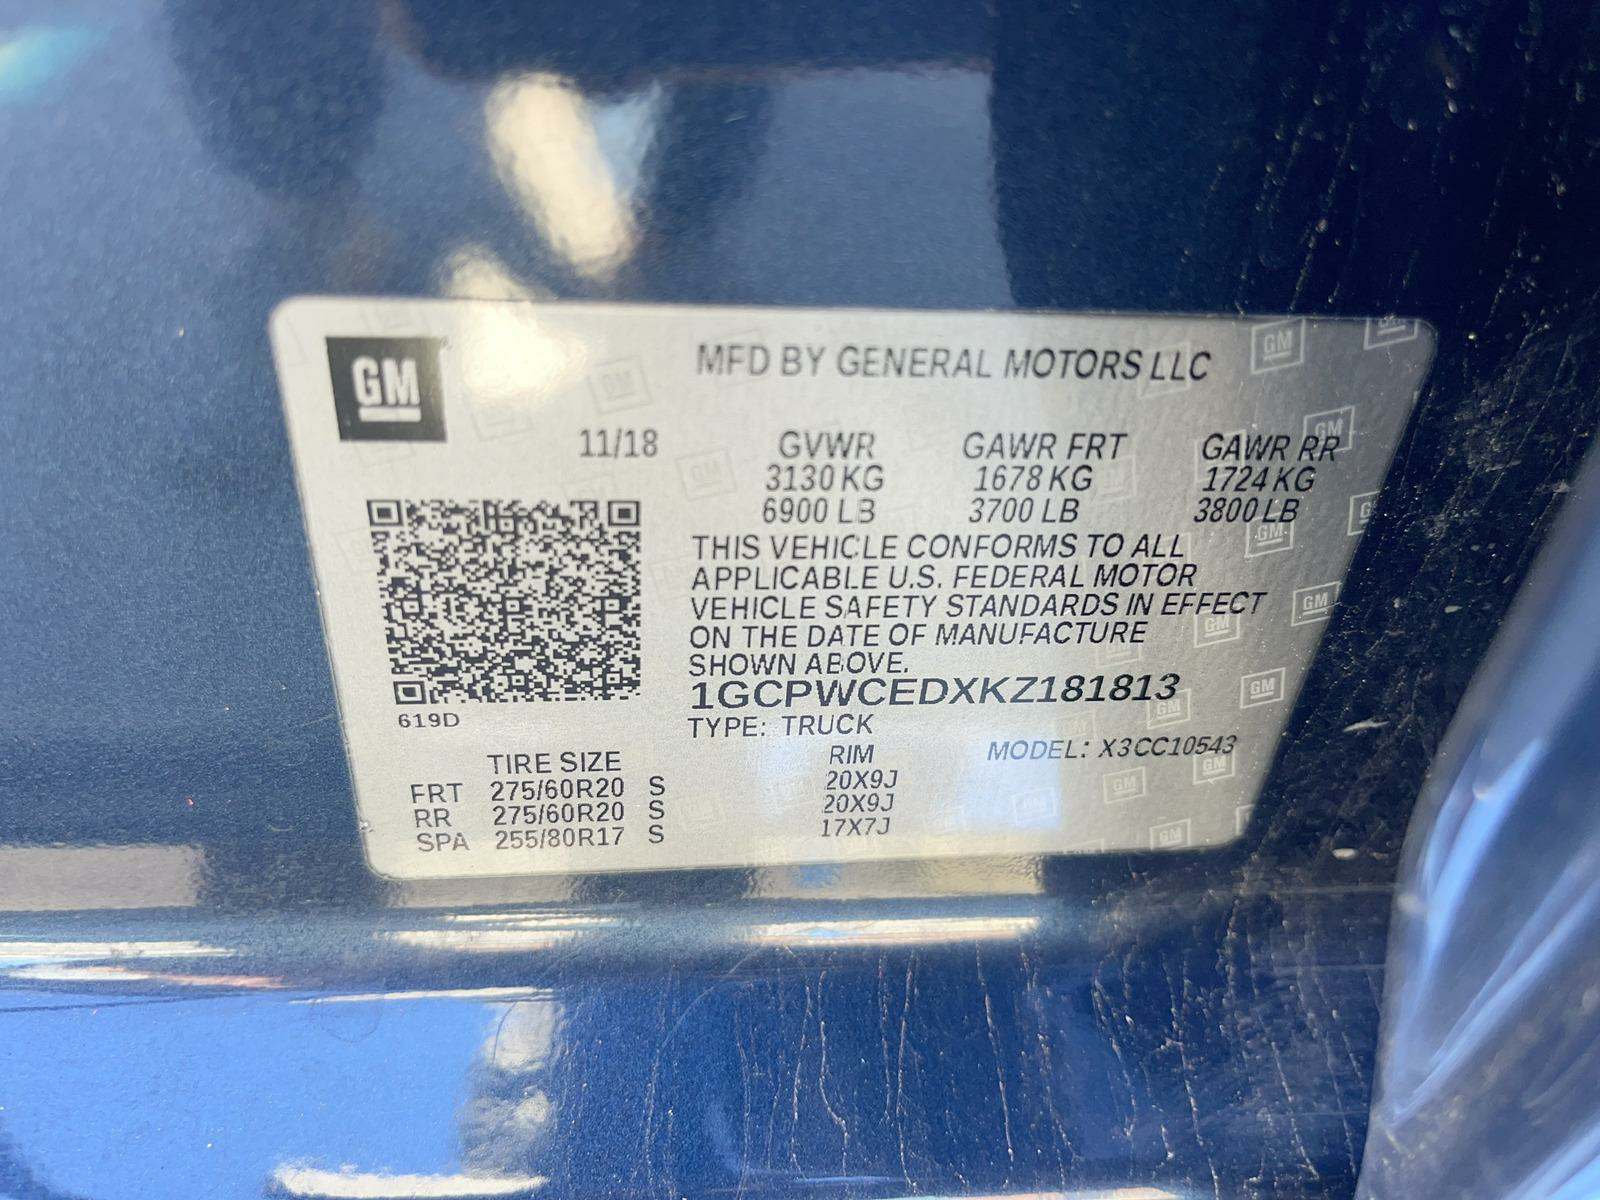 GM
MFD BY GENERAL MOTORS LLC
11/18 GVWR GAWR FRT GAWR RR
3130 KG 1678 KG 1724 KG
6900 LB 3700 LB 3800 LB
THIS VEHICLE CONFORMS TO ALL
APPLICABLE U.S. FEDERAL MOTOR
VEHICLE SAFETY STANDARDS IN EFFECT
ON THE DATE OF MANUFACTURE
SHOWN ABOVE.
1GCPWCEDXKZ181813
619D
TYPE: TRUCK
MODEL: X3CC10543
TIRE SIZE RIM
FRT 275/60R20 S 20X9J
RR 275/60R20 S 20X9J
SPA 255/80R17 S 17X7J